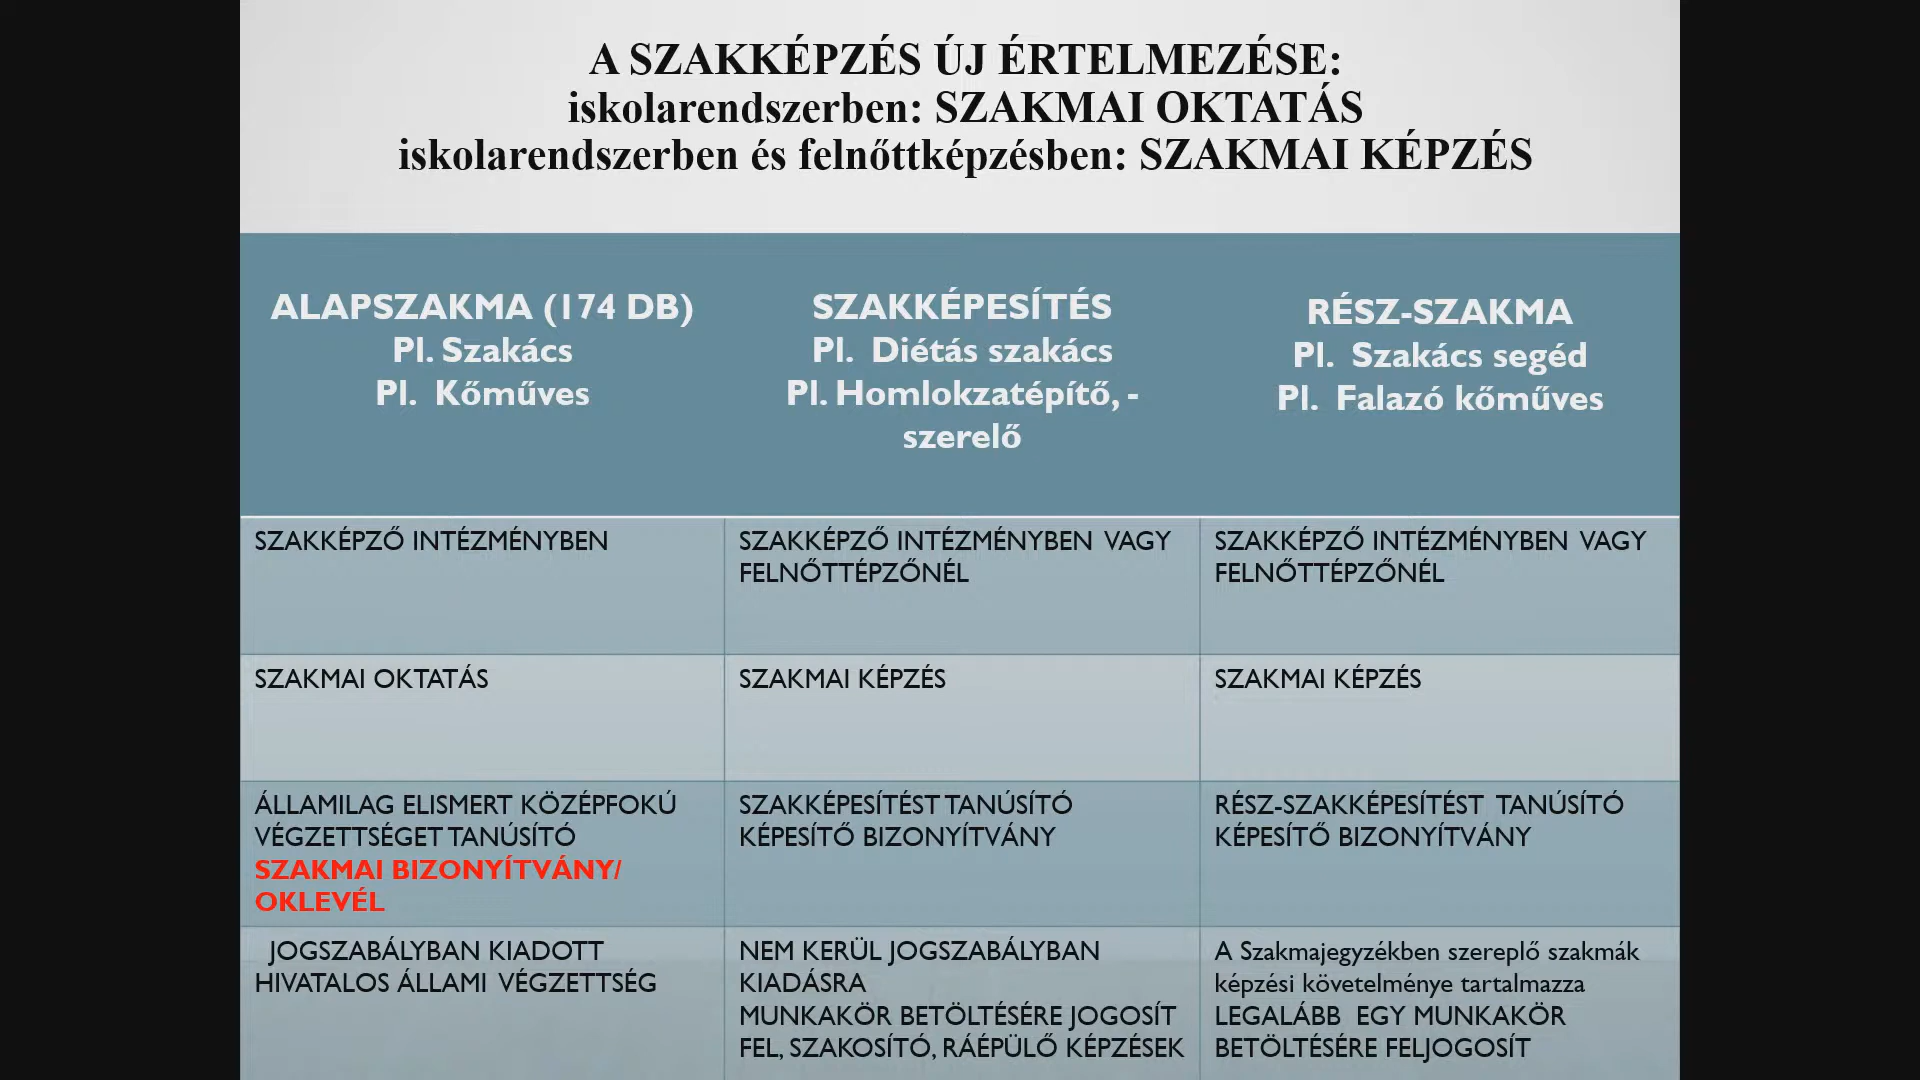 A SZAKKÉPZÉS ÚJ ÉRTELMEZÉSE:
iskolarendszerben: SZAKMAI OKTATÁS
iskolarendszerben és felnőttképzésben: SZAKMAI KÉPZÉS
ALAPSZAKMA (174 DB)
Pl. Szakács
Pl. Kőműves
SZAKKÉPESÍTÉS
Pl. Diétás szakács
Pl. Homlokzatépítő, -
szerelő
RÉSZ-SZAKMA
Pl. Szakács segéd
Pl. Falazó kőműves
SZAKKÉPZŐ INTÉZMÉNYBEN
SZAKKÉPZŐ INTÉZMÉNYBEN VAGY
FELNŐTTÉPZŐNÉL
SZAKKÉPZŐ INTÉZMÉNYBEN VAGY
FELNŐTTÉPZŐNÉL
SZAKMAI OKTATÁS
SZAKMAI KÉPZÉS
SZAKMAI KÉPZÉS
ÁLLAMILAG ELISMERT KÖZÉPFOKÚ
VÉGZETTSÉGET TANÚSÍTÓ
SZAKMAI BIZONYÍTVÁNY/
OKLEVÉL
SZAKKÉPESÍTÉST TANÚSÍTÓ
KÉPESÍTŐ BIZONYÍTVÁNY
RÉSZ-SZAKKÉPESÍTÉST TANÚSÍTÓ
KÉPESÍTŐ BIZONYÍTVÁNY
JOGSZABÁLYBAN KIADOTT
HIVATALOS ÁLLAMI VÉGZETTSÉG
NEM KERÜL JOGSZABÁLYBAN
KIADÁSRA
MUNKAKÖR BETÖLTÉSÉRE JOGOSÍT
FEL, SZAKOSÍTÓ, RÁÉPÜLŐ KÉPZÉSEK
A Szakmajegyzékben szereplő szakmák
képzési követelménye tartalmazza
LEGALÁBB EGY MUNKAKÖR
BETÖLTÉSÉRE FELJOGOSÍT